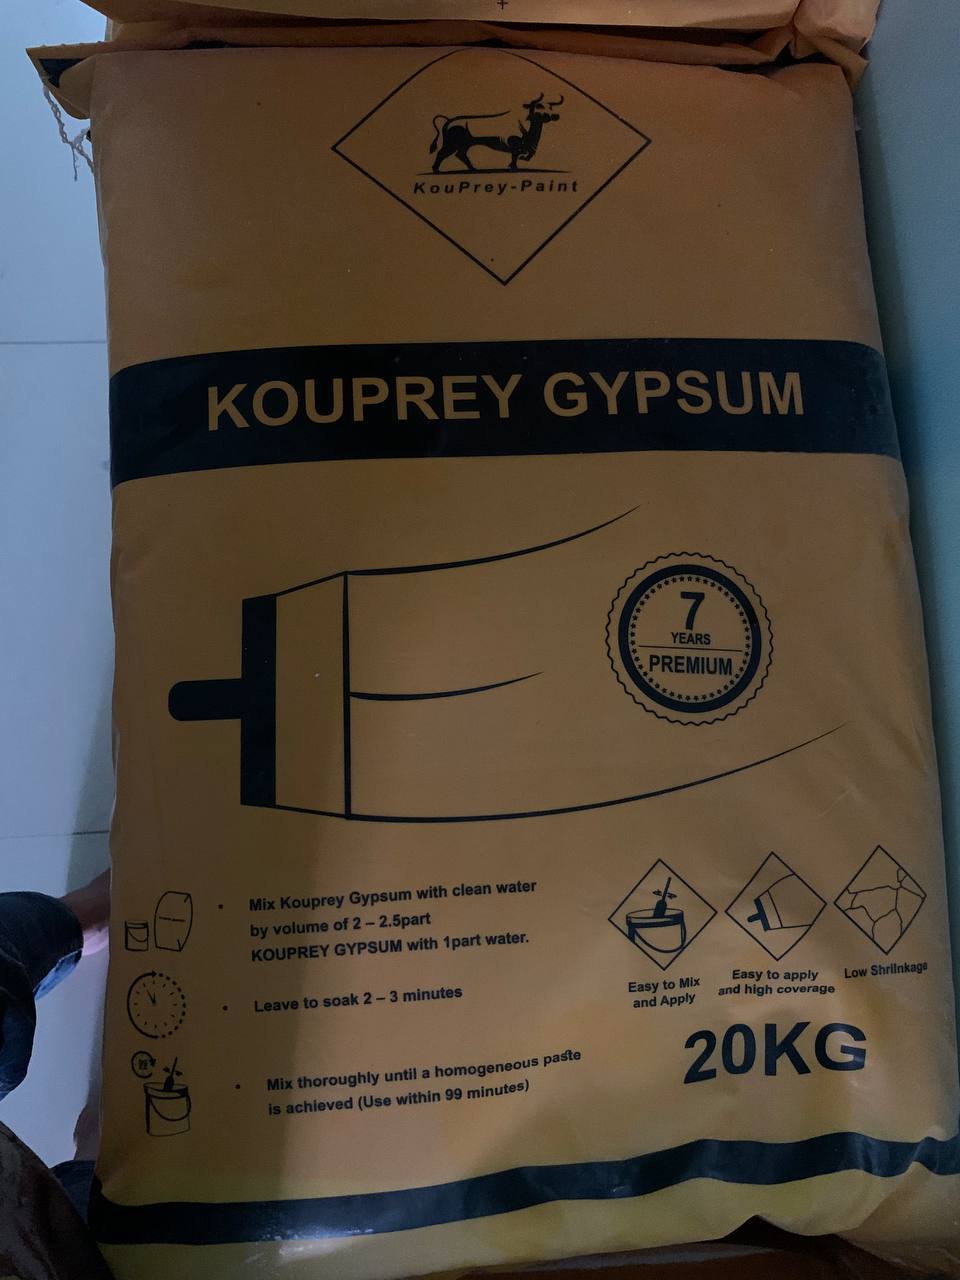 KouPrey-Paint
KOUPREY GYPSUM
7
YEARS
PREMIUM
• Mix Kouprey Gypsum with clean water
by volume of 2 – 2.5part
KOUPREY GYPSUM with 1part water.
• Leave to soak 2 – 3 minutes
• Mix thoroughly until a homogeneous paste
is achieved (Use within 99 minutes)
Easy to Mix
and Apply
Easy to apply
and high coverage
Low Shrilnkage
20KG